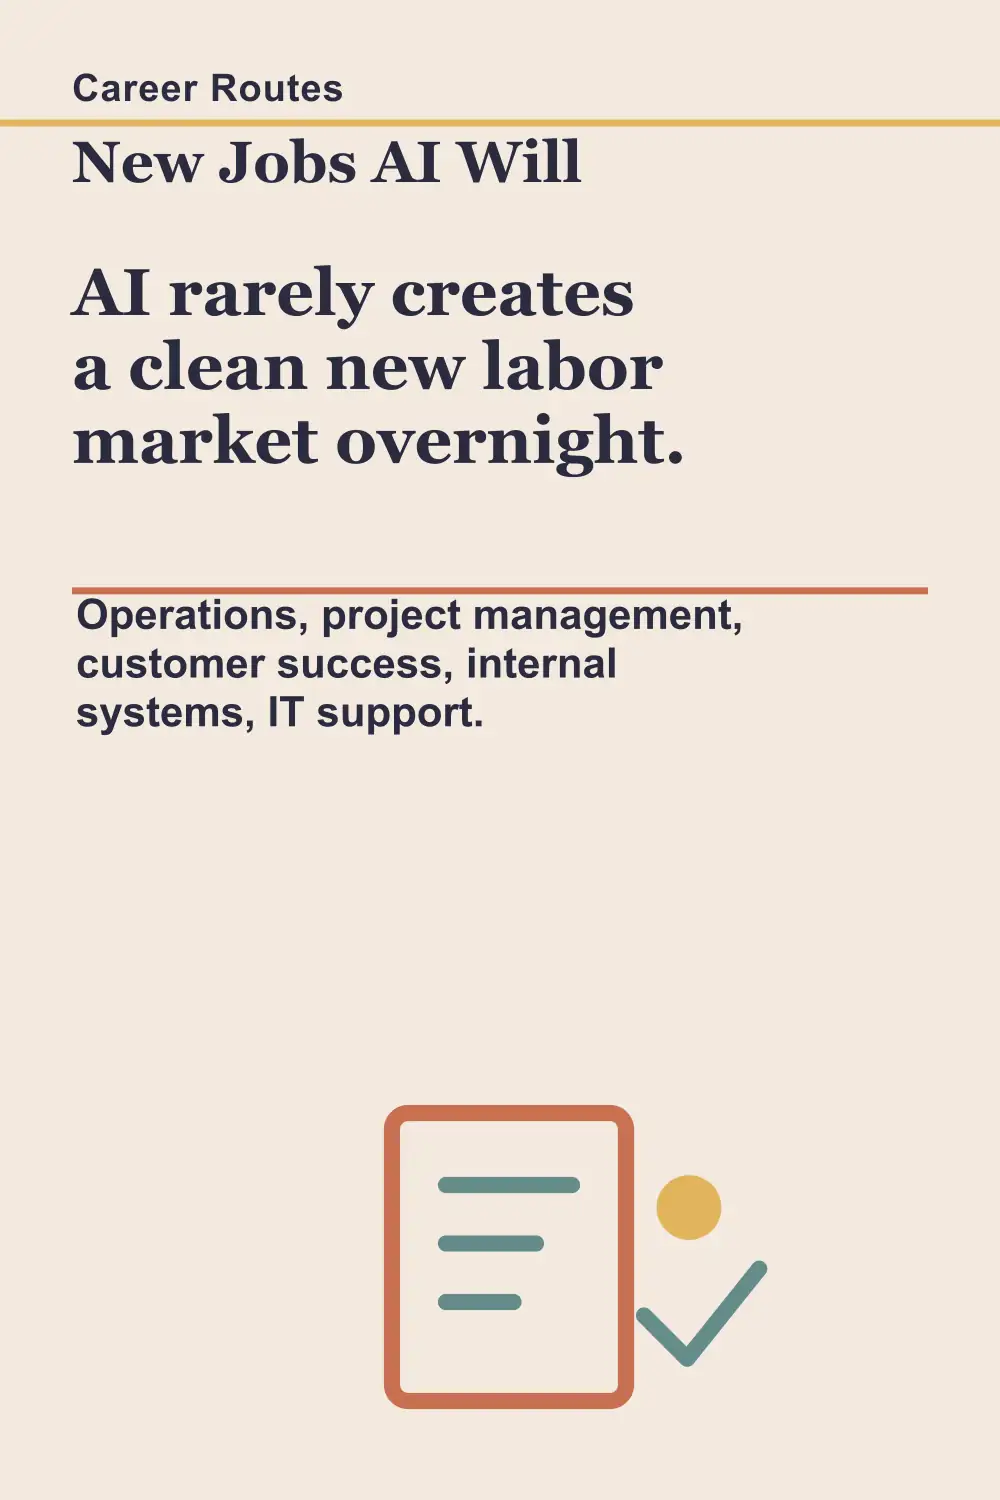 Career Routes
New Jobs AI Will
AI rarely creates
a clean new labor
market overnight.
Operations, project management,
customer success, internal
systems, IT support.